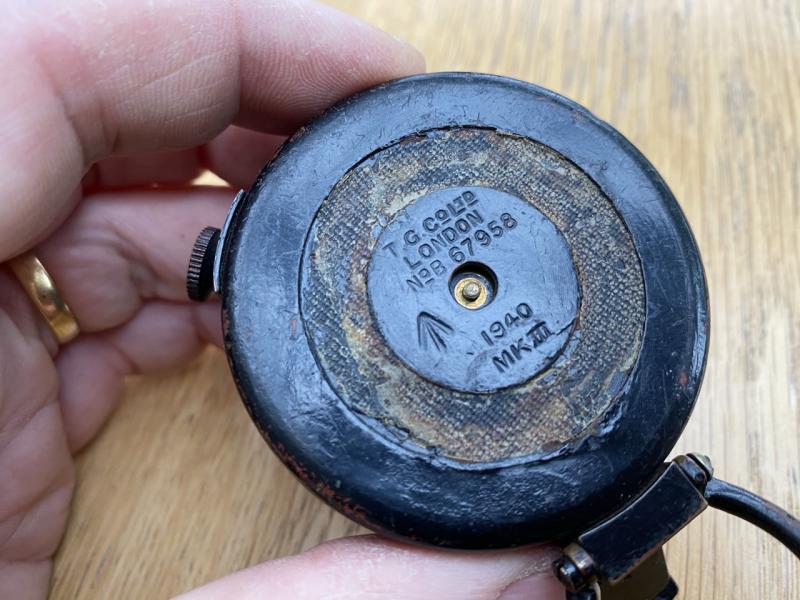 T.G.Co LTD
LONDON
No B 67958
1940
MK III